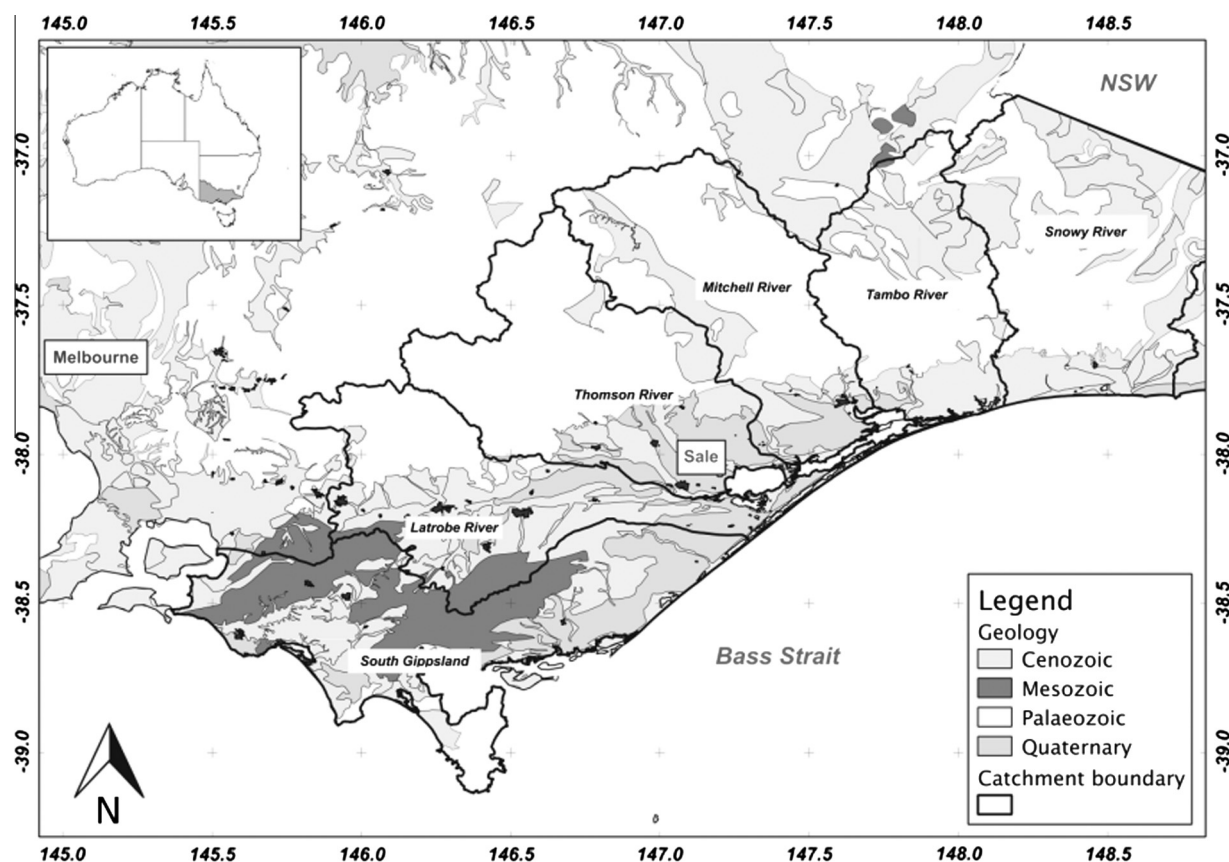 145.0 145.5 146.0 146.5 147.0 147.5 148.0 148.5
NSW
-37.0 -37.0
Snowy River
Mitchell River
Tambo River
-37.5 -37.5
Melbourne
Thomson River
-38.0 -38.0
Sale
Latrobe River
-38.5 -38.5
South Gippsland
Bass Strait
Legend
Geology
Cenozoic
Mesozoic
Palaeozoic
Quaternary
Catchment boundary
-39.0 -39.0
N
145.0 145.5 146.0 146.5 147.0 147.5 148.0 148.5